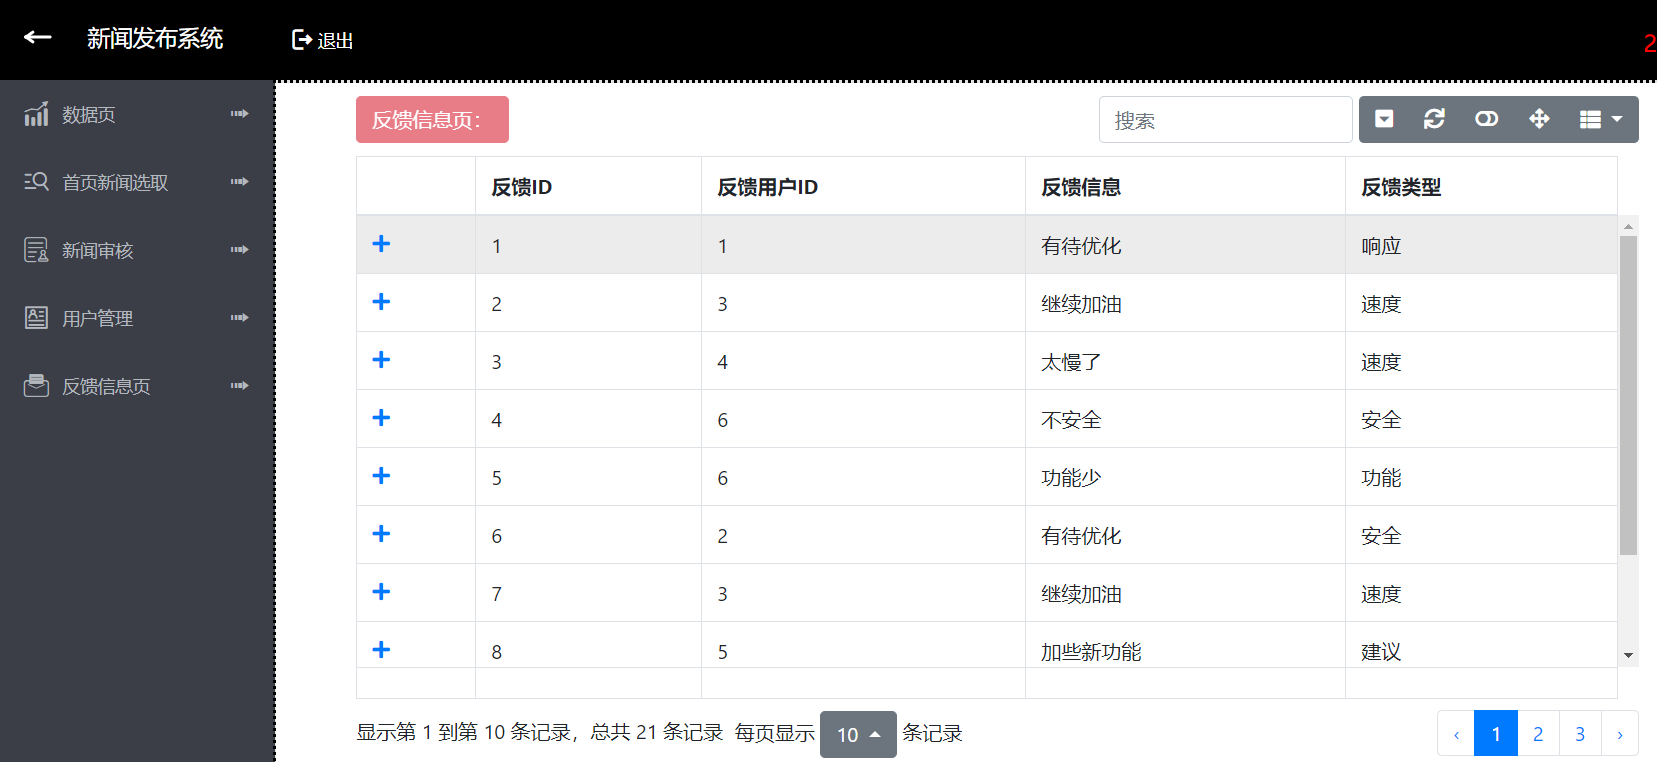 新闻发布系统 退出
2
数据页
首页新闻选取
新闻审核
用户管理
反馈信息页
反馈信息页：
搜索
反馈ID 反馈用户ID 反馈信息 反馈类型
1 1 有待优化 响应
2 3 继续加油 速度
3 4 太慢了 速度
4 6 不安全 安全
5 6 功能少 功能
6 2 有待优化 安全
7 3 继续加油 速度
8 5 加些新功能 建议
显示第 1 到第 10 条记录，总共 21 条记录 每页显示 10 条记录
‹ 1 2 3 ›